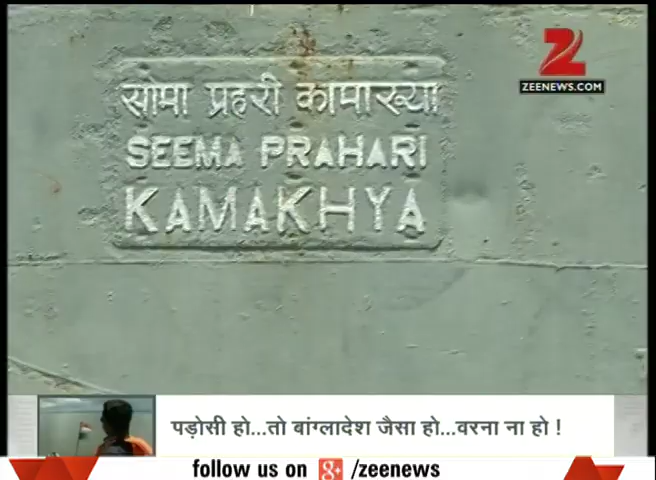 सीमा प्रहरी कामाख्या
SEEMA PRAHARI
KAMAKHYA
Z
ZEENEWS.COM
पड़ोसी हो...तो बांग्लादेश जैसा हो...वरना ना हो !
follow us on g+ /zeenews